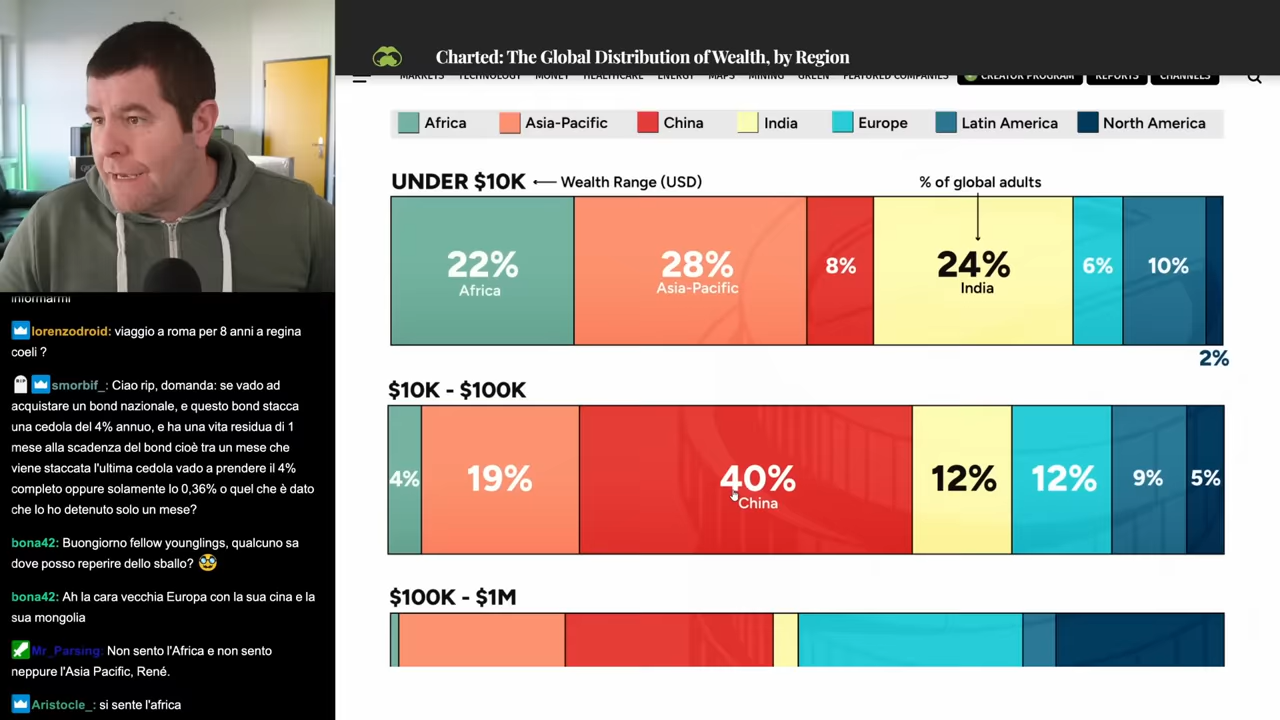 Charted: The Global Distribution of Wealth, by Region
MARKETS TECHNOLOGY MONEY HEALTHCARE ENERGY MAPS MINING GREEN FEATURED COMPANIES CREATOR PROGRAM REPORTS CHANNELS
Africa Asia-Pacific China India Europe Latin America North America
UNDER $10K ← Wealth Range (USD) % of global adults
22% 28% 8% 24% 6% 10%
Africa Asia-Pacific India
2%
$10K - $100K
4% 19% 40% 12% 12% 9% 5%
China
$100K - $1M
informarmi
lorenzodroid: viaggio a roma per 8 anni a regina
coeli ?
smorbif_: Ciao rip, domanda: se vado ad
acquistare un bond nazionale, e questo bond stacca
una cedola del 4% annuo, e ha una vita residua di 1
mese alla scadenza del bond cioè tra un mese che
viene staccata l'ultima cedola vado a prendere il 4%
completo oppure solamente lo 0,36% o quel che è dato
che lo ho detenuto solo un mese?
bona42: Buongiorno fellow younglings, qualcuno sa
dove posso reperire dello sballo?
bona42: Ah la cara vecchia Europa con la sua cina e la
sua mongolia
Mr_Parsing: Non sento l'Africa e non sento
neppure l'Asia Pacific, René.
Aristocle_: si sente l'africa